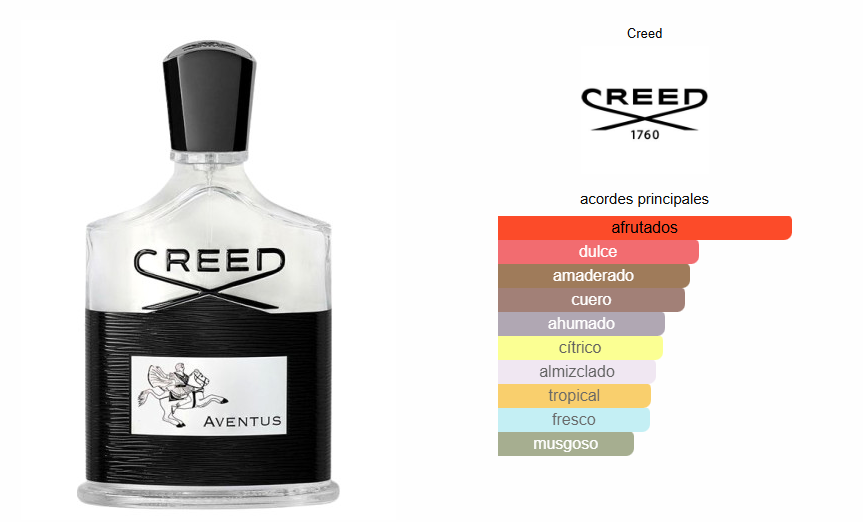 CREED
AVENTUS
Creed
CREED
1760
acordes principales
afrutados
dulce
amaderado
cuero
ahumado
cítrico
almizclado
tropical
fresco
musgoso